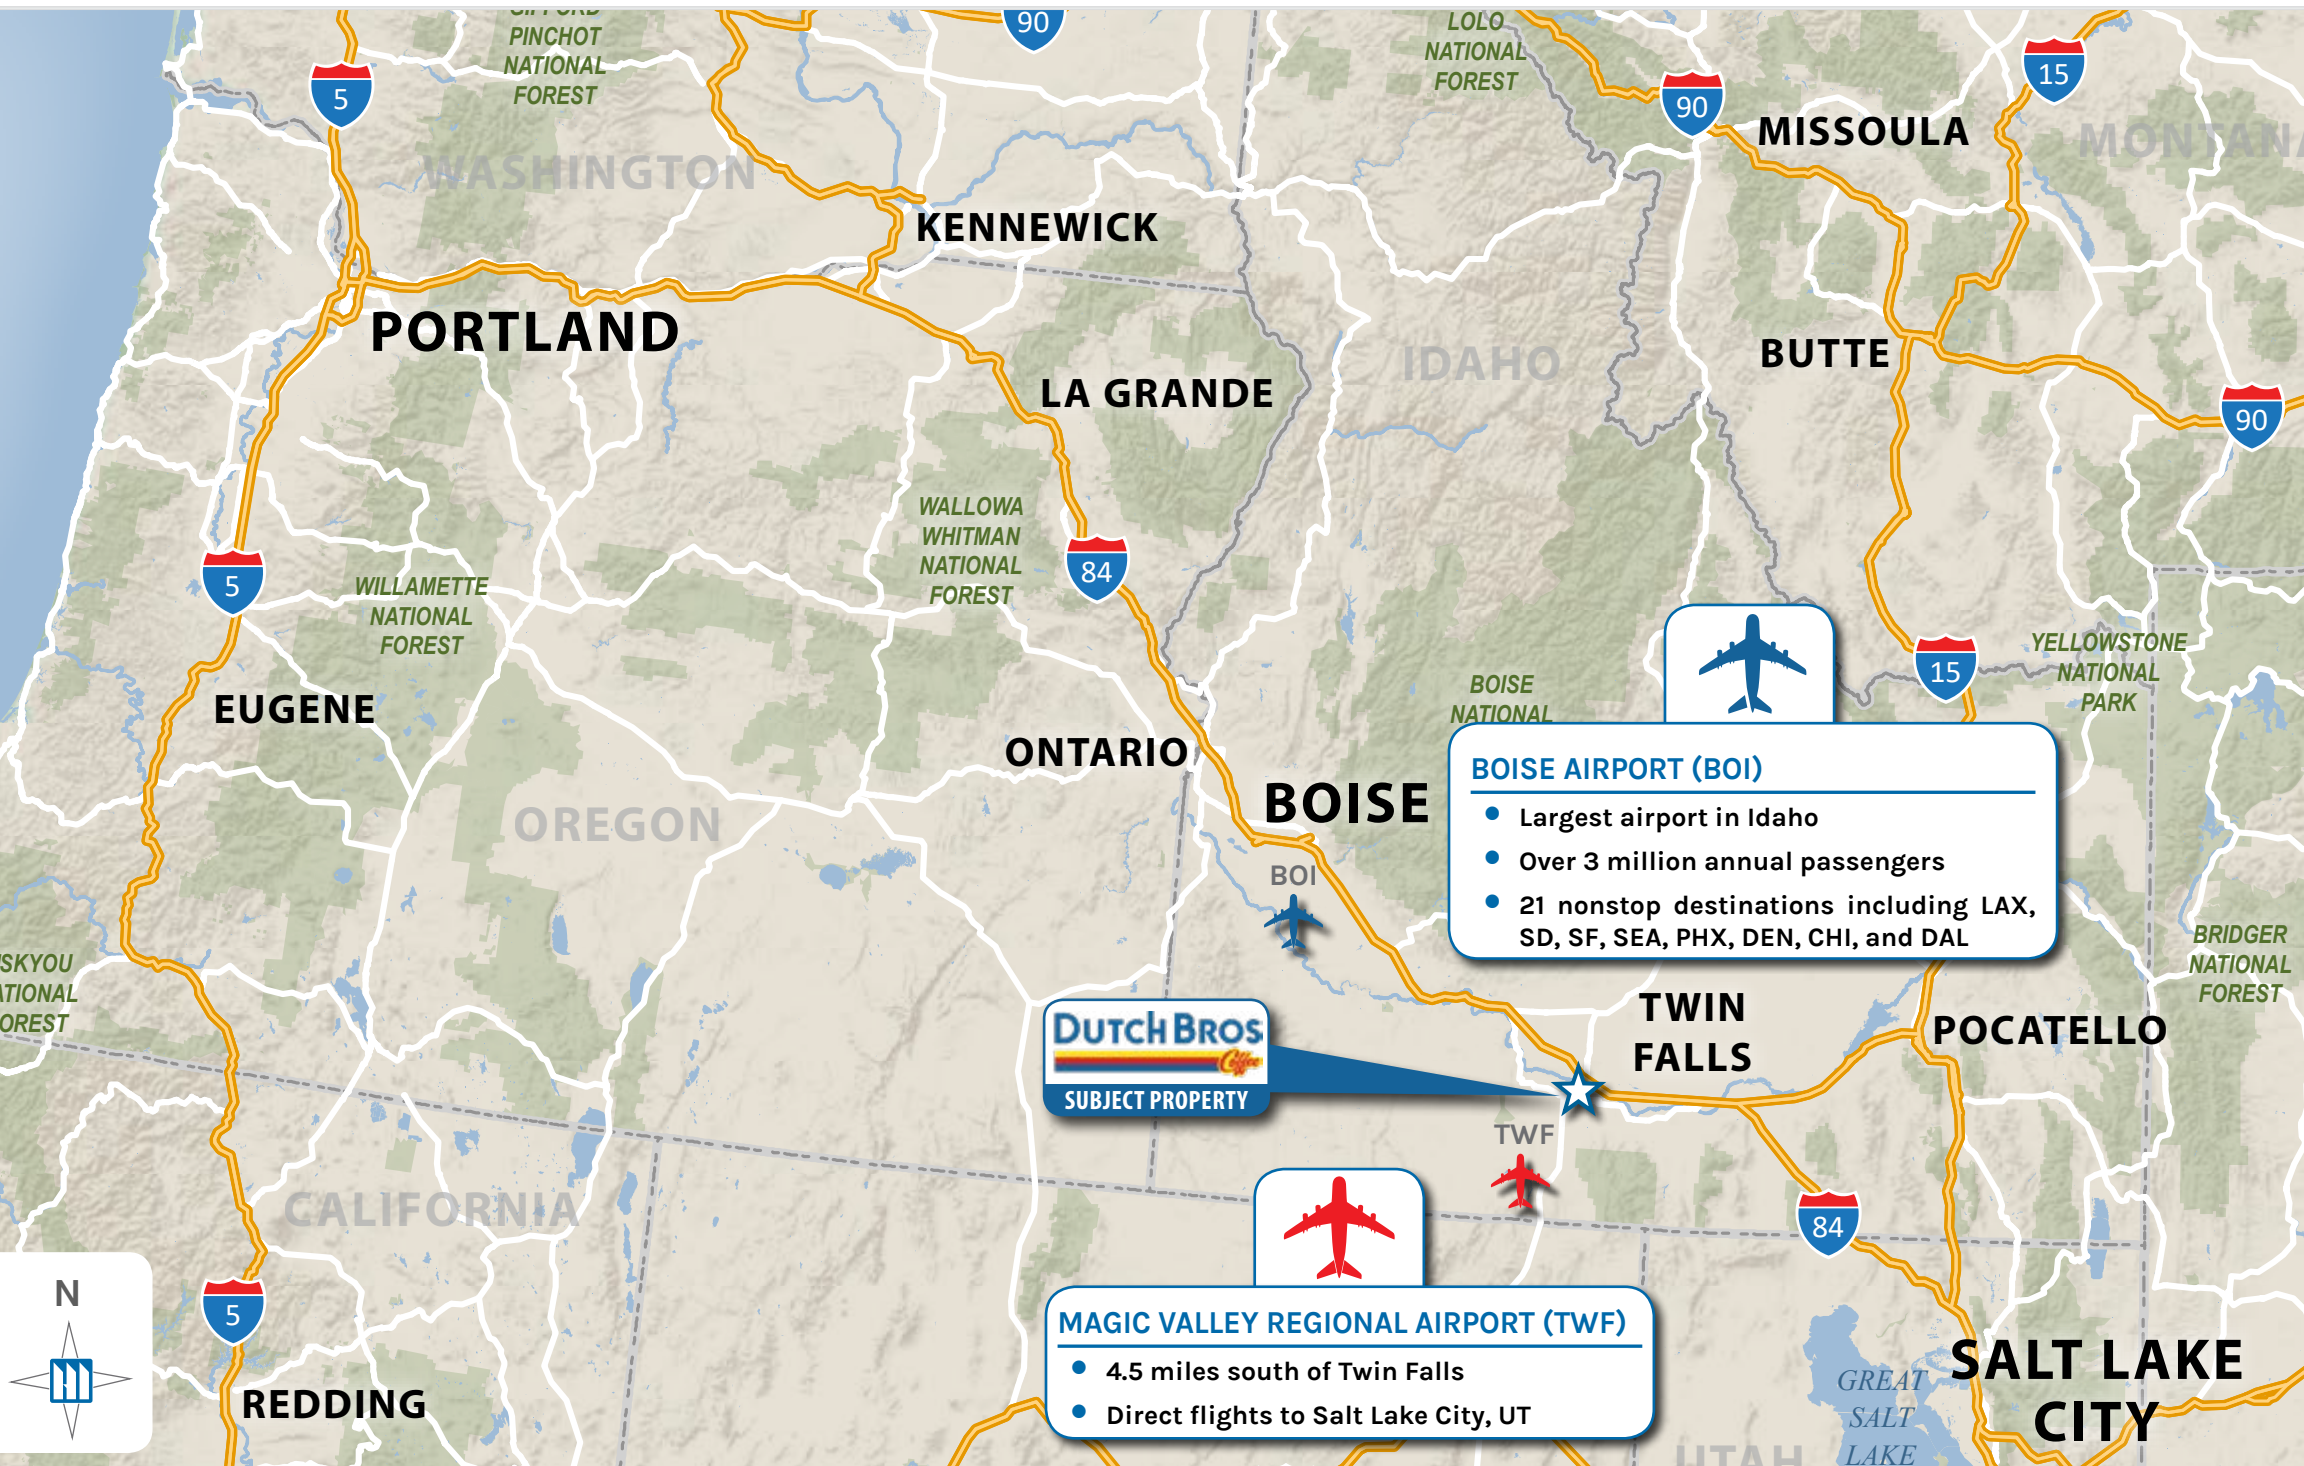 GIFFORD
PINCHOT
NATIONAL
FOREST
90
LOLO
NATIONAL
FOREST
15
5
90
MISSOULA
MONTANA
WASHINGTON
KENNEWICK
PORTLAND
IDAHO
BUTTE
LA GRANDE
90
WALLOWA
WHITMAN
NATIONAL
FOREST
84
5
WILLAMETTE
NATIONAL
FOREST
YELLOWSTONE
NATIONAL
PARK
15
BOISE
NATIONAL
EUGENE
ONTARIO
BOISE
OREGON
BOISE AIRPORT (BOI)
• Largest airport in Idaho
• Over 3 million annual passengers
• 21 nonstop destinations including LAX,
SD, SF, SEA, PHX, DEN, CHI, and DAL
BOI
BRIDGER
NATIONAL
FOREST
SKYOU
ATIONAL
OREST
TWIN
FALLS
POCATELLO
DUTCH BROS
Coffee
SUBJECT PROPERTY
TWF
CALIFORNIA
84
5
N
MAGIC VALLEY REGIONAL AIRPORT (TWF)
• 4.5 miles south of Twin Falls
• Direct flights to Salt Lake City, UT
REDDING
SALT LAKE
CITY
GREAT
SALT
LAKE
UTAH